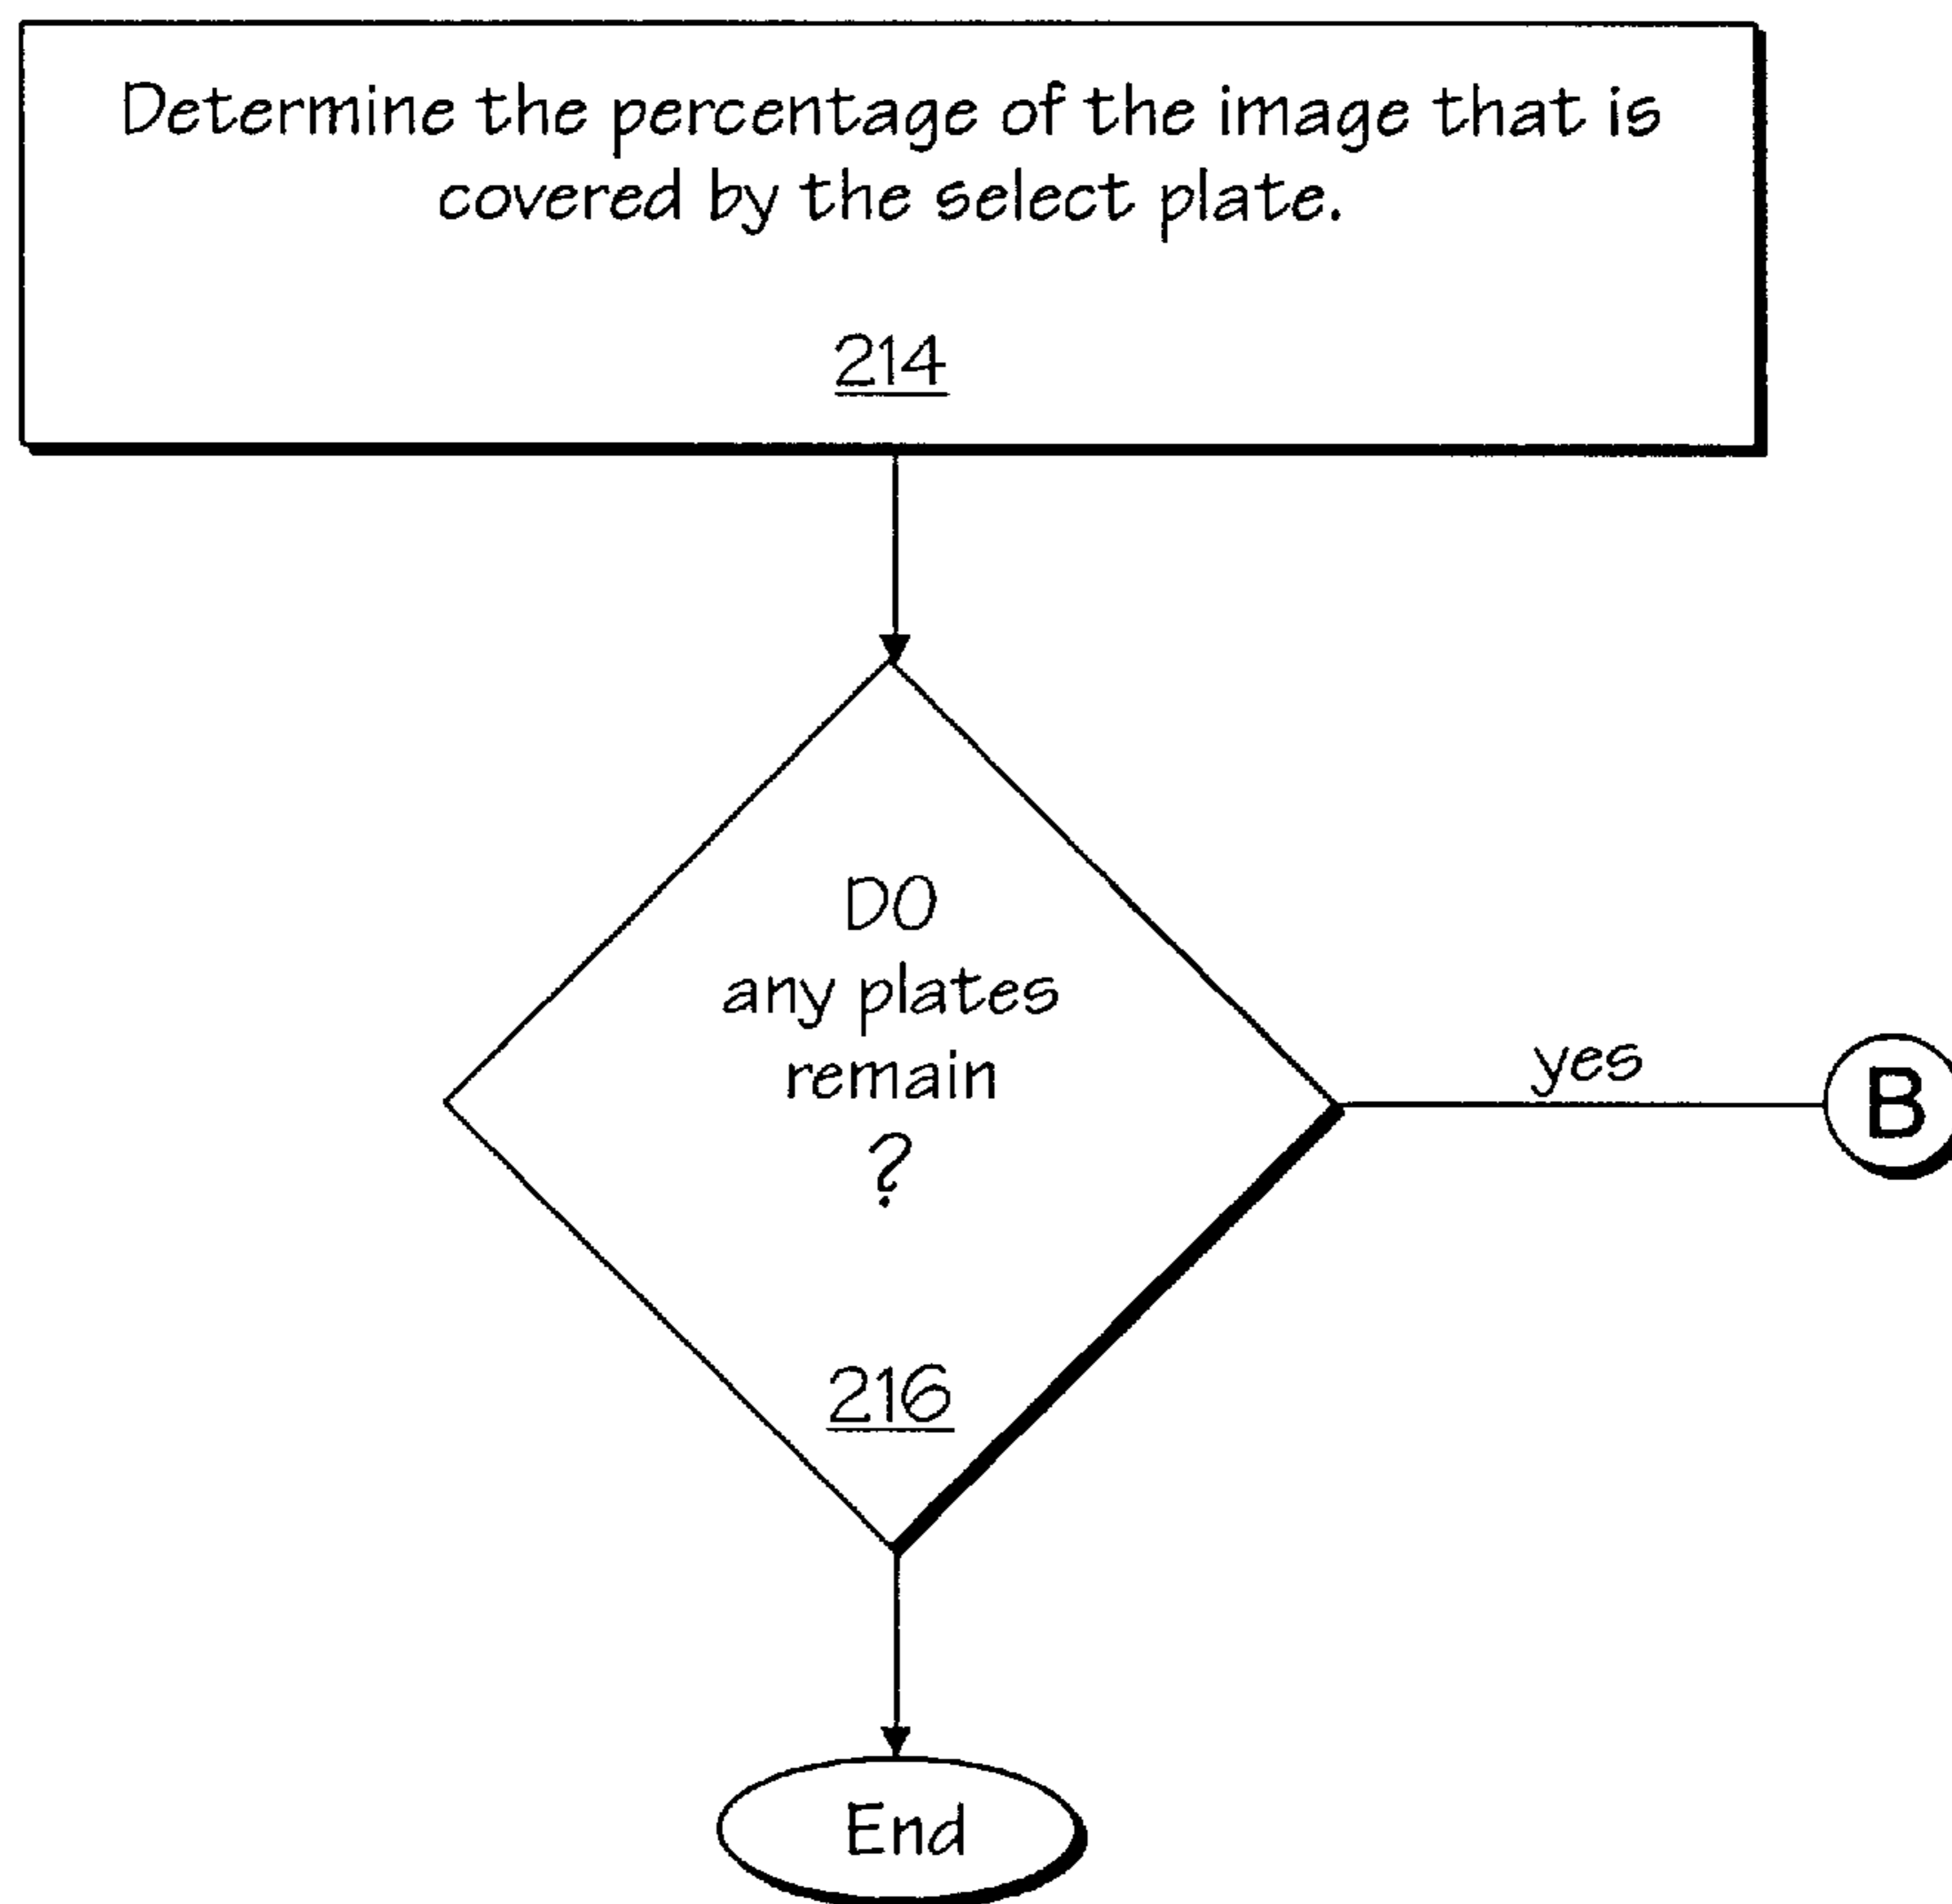 Determine the percentage of the image that is
covered by the select plate.
214
DO
any plates
remain
?
yes
B
216
End